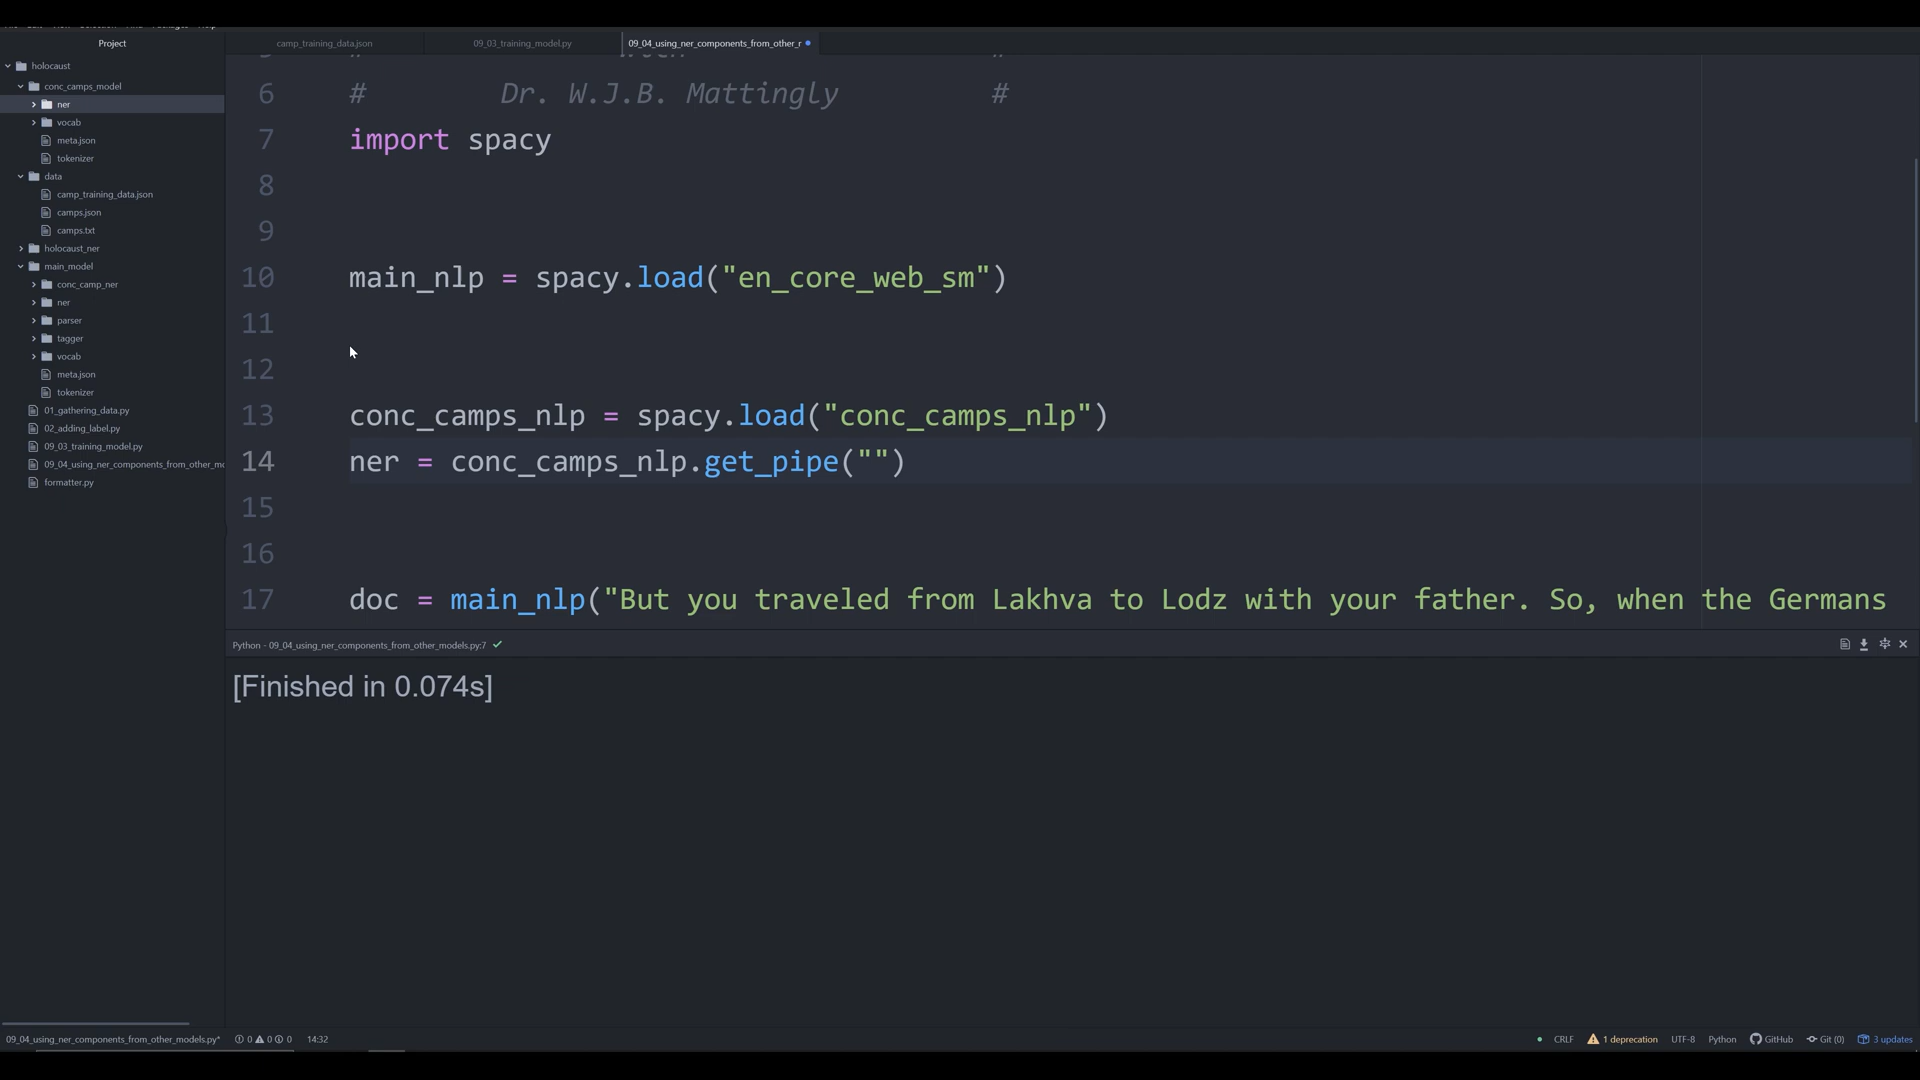 Project
camp_training_data.json
09_03_training_model.py
09_04_using_ner_components_from_other_r
holocaust
conc_camps_model
ner
vocab
meta.json
tokenizer
data
camp_training_data.json
camps.json
camps.txt
holocaust_ner
main_model
conc_camp_ner
ner
parser
tagger
vocab
meta.json
tokenizer
01_gathering_data.py
02_adding_label.py
09_03_training_model.py
09_04_using_ner_components_from_other_mo
formatter.py
6 # Dr. W.J.B. Mattingly #
7 import spacy
8
9
10 main_nlp = spacy.load("en_core_web_sm")
11
12
13 conc_camps_nlp = spacy.load("conc_camps_nlp")
14 ner = conc_camps_nlp.get_pipe("")
15
16
17 doc = main_nlp("But you traveled from Lakhva to Lodz with your father. So, when the Germans
Python - 09_04_using_ner_components_from_other_models.py:7
[Finished in 0.074s]
09_04_using_ner_components_from_other_models.py* 0 0 0 14:32 CRLF 1 deprecation UTF-8 Python GitHub Git (0) 3 updates